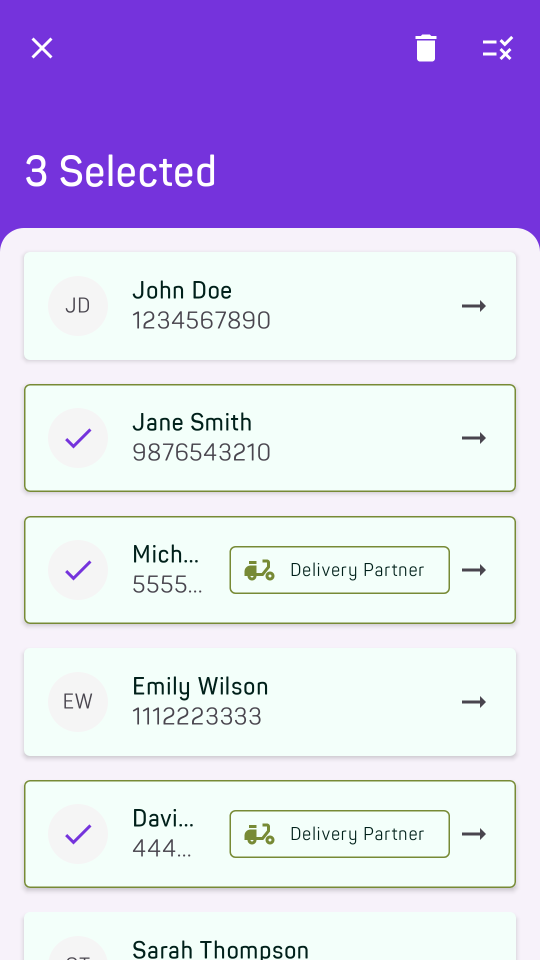 3 Selected
JD
John Doe
1234567890
Jane Smith
9876543210
Mich...
5555...
Delivery Partner
EW
Emily Wilson
1112223333
Davi...
444...
Delivery Partner
Sarah Thompson